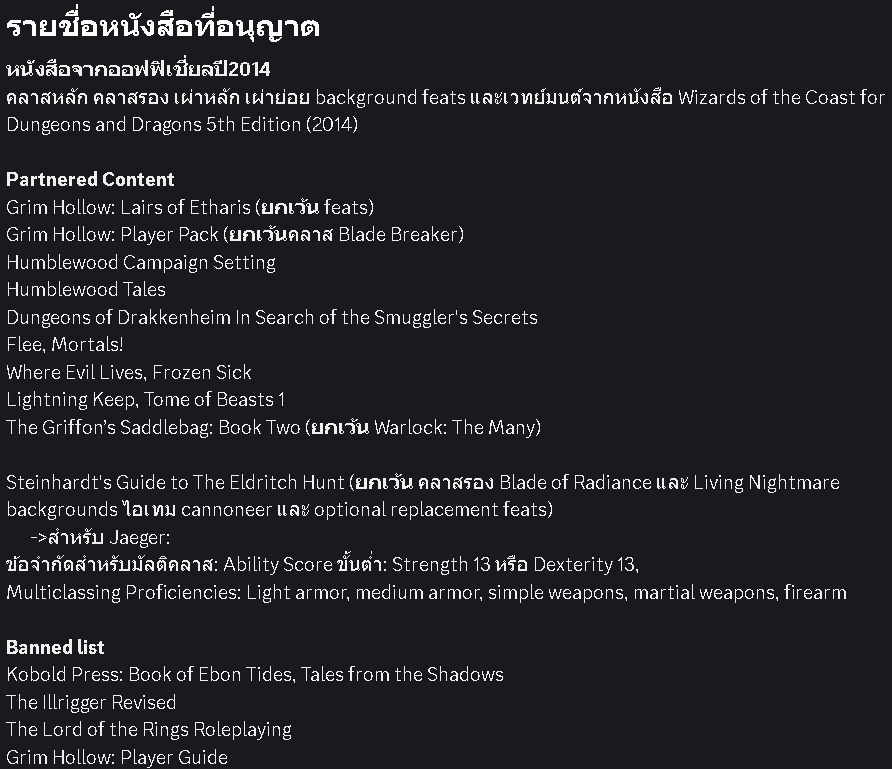 รายชื่อหนังสือที่อนุญาต
หนังสือจากออฟฟิเชี่ยลปี2014
คลาสหลัก คลาสรอง เผ่าหลัก เผ่าย่อย background feats และเวทย์มนต์จากหนังสือ Wizards of the Coast for
Dungeons and Dragons 5th Edition (2014)
Partnered Content
Grim Hollow: Lairs of Etharis (ยกเว้น feats)
Grim Hollow: Player Pack (ยกเว้นคลาส Blade Breaker)
Humblewood Campaign Setting
Humblewood Tales
Dungeons of Drakkenheim In Search of the Smuggler's Secrets
Flee, Mortals!
Where Evil Lives, Frozen Sick
Lightning Keep, Tome of Beasts 1
The Griffon's Saddlebag: Book Two (ยกเว้น Warlock: The Many)
Steinhardt's Guide to The Eldritch Hunt (ยกเว้น คลาสรอง Blade of Radiance และ Living Nightmare
backgrounds ไอเทม cannoneer และ optional replacement feats)
->สำหรับ Jaeger:
ข้อจำกัดสำหรับมัลติคลาส: Ability Score ขั้นต่ำ: Strength 13 หรือ Dexterity 13,
Multiclassing Proficiencies: Light armor, medium armor, simple weapons, martial weapons, firearm
Banned list
Kobold Press: Book of Ebon Tides, Tales from the Shadows
The Illrigger Revised
The Lord of the Rings Roleplaying
Grim Hollow: Player Guide